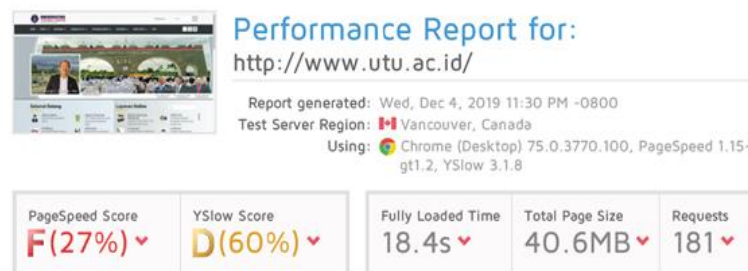 Performance Report for:
http://www.utu.ac.id/
Report generated: Wed, Dec 4, 2019 11:30 PM -0800
Test Server Region: Vancouver, Canada
Using: Chrome (Desktop) 75.0.3770.100, PageSpeed 1.15-
gt1.2, YSlow 3.1.8
PageSpeed Score
F(27%)
YSlow Score
D(60%)
Fully Loaded Time
18.4s
Total Page Size
40.6MB
Requests
181